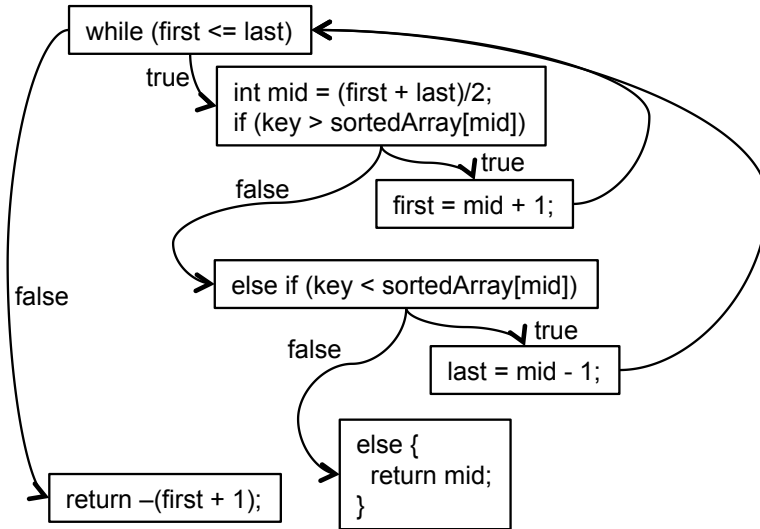 while (first <= last)
true
int mid = (first + last)/2;
if (key > sortedArray[mid])
true
false
first = mid + 1;
else if (key < sortedArray[mid])
false
true
false
last = mid - 1;
else {
return mid;
}
return –(first + 1);